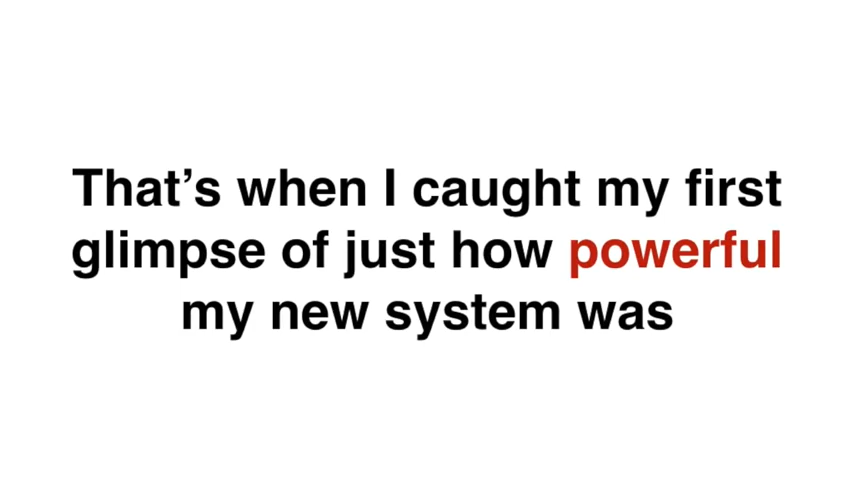 That’s when I caught my first
glimpse of just how powerful
my new system was